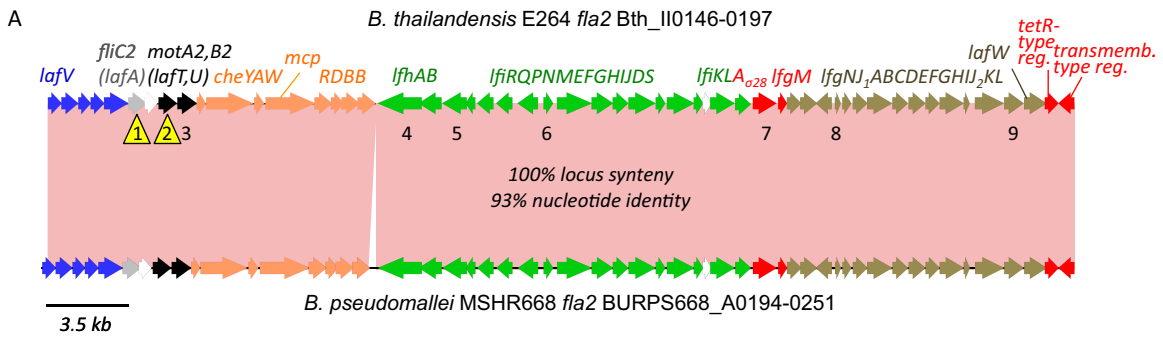 A
B. thailandensis E264 fla2 Bth_II0146-0197
lafV
fliC2
(lafA)
motA2,B2
(lafT,U)
cheYAW
mcp
RDBB
lfhAB
lfiRQPNMEFGHIJDS
lfiKLAσ28
lfgM
lfgNJ1ABCDEFGHIJ2KL
lafW
tetR-
type
reg.
transmemb.
type reg.
1 2 3 4 5 6 7 8 9
100% locus synteny
93% nucleotide identity
B. pseudomallei MSHR668 fla2 BURPS668_A0194-0251
3.5 kb